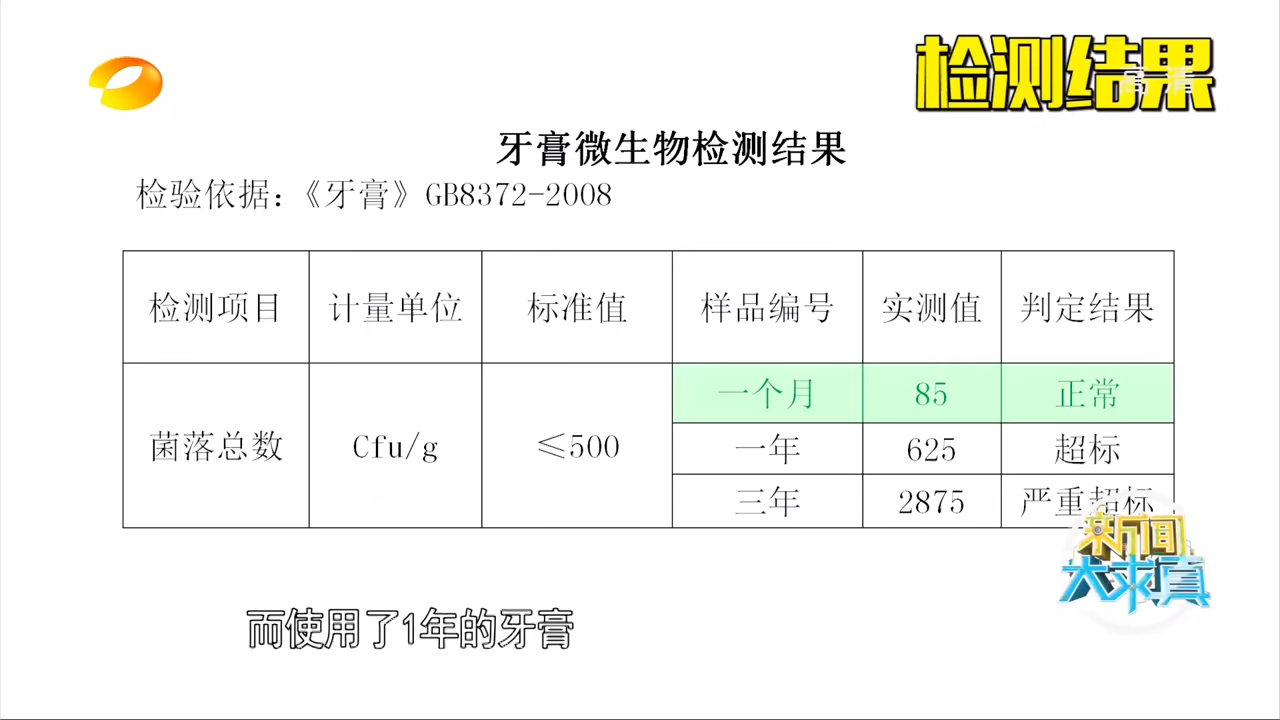 检测结果
高清
牙膏微生物检测结果
检验依据：《牙膏》GB8372-2008
检测项目 计量单位 标准值 样品编号 实测值 判定结果
菌落总数 Cfu/g ≤500
一个月 85 正常
一年 625 超标
三年 2875 严重超标
新闻
大求真
而使用了1年的牙膏